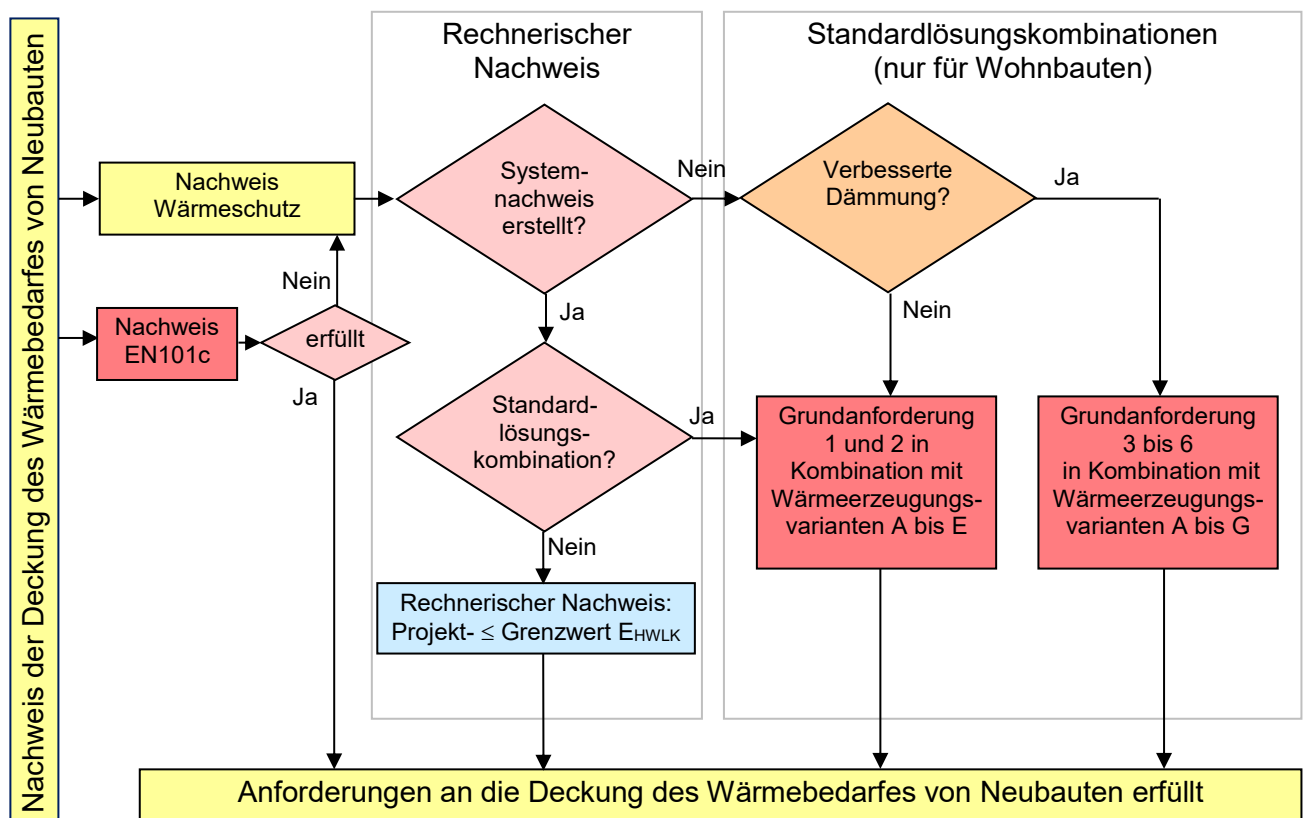 Nachweis der Deckung des Wärmebedarfes von Neubauten
Rechnerischer
Nachweis
Standardlösungskombinationen
(nur für Wohnbauten)
Nachweis
Wärmeschutz
System-
nachweis
erstellt?
Nein
Verbesserte
Dämmung?
Ja
Nein
Ja
Nein
Nachweis
EN101c
erfüllt
Ja
Standard-
lösungs-
kombination?
Ja
Grundanforderung
1 und 2 in
Kombination mit
Wärmeerzeugungs-
varianten A bis E
Grundanforderung
3 bis 6
in Kombination mit
Wärmeerzeugungs-
varianten A bis G
Nein
Rechnerischer Nachweis:
Projekt- ≤ Grenzwert EHWLK
Anforderungen an die Deckung des Wärmebedarfes von Neubauten erfüllt